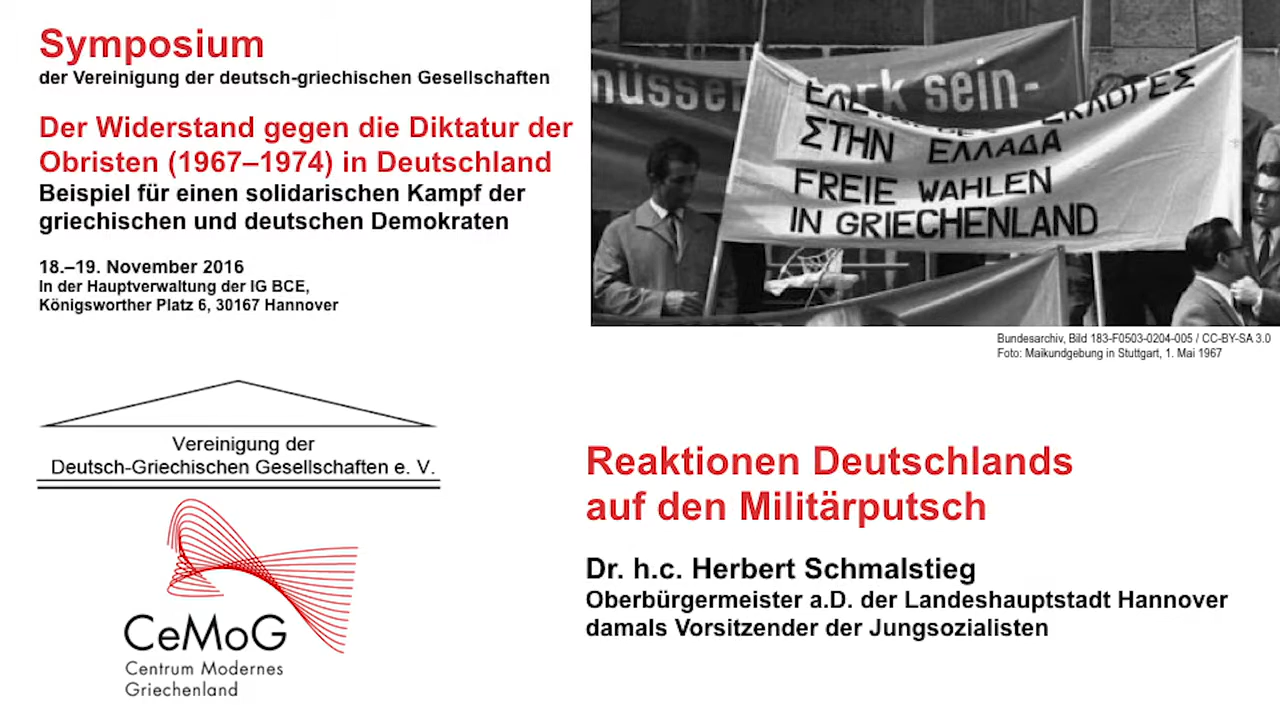 Symposium
der Vereinigung der deutsch-griechischen Gesellschaften
Der Widerstand gegen die Diktatur der
Obristen (1967–1974) in Deutschland
Beispiel für einen solidarischen Kampf der
griechischen und deutschen Demokraten
18.–19. November 2016
In der Hauptverwaltung der IG BCE,
Königsworther Platz 6, 30167 Hannover
müssen
sein-
ΣΤΗΝ ΕΛΛΑΔΑ
FREIE WAHLEN
IN GRIECHENLAND
Bundesarchiv, Bild 183-F0503-0204-005 / CC-BY-SA 3.0
Foto: Maikundgebung in Stuttgart, 1. Mai 1967
Vereinigung der
Deutsch-Griechischen Gesellschaften e. V.
CeMoG
Centrum Modernes
Griechenland
Reaktionen Deutschlands
auf den Militärputsch
Dr. h.c. Herbert Schmalstieg
Oberbürgermeister a.D. der Landeshauptstadt Hannover
damals Vorsitzender der Jungsozialisten